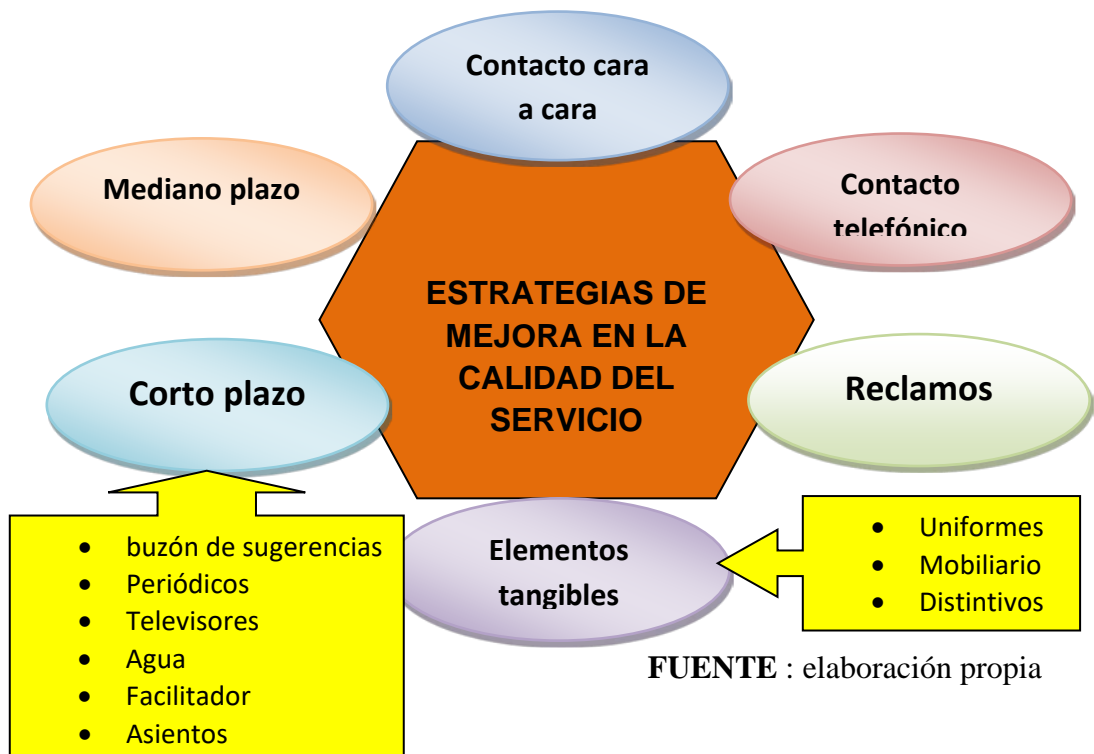 Contacto cara
a cara
Mediano plazo
Contacto
telefónico
ESTRATEGIAS DE
MEJORA EN LA
CALIDAD DEL
SERVICIO
Corto plazo
Reclamos
• buzón de sugerencias
• Periódicos
• Televisores
• Agua
• Facilitador
• Asientos
Elementos
tangibles
• Uniformes
• Mobiliario
• Distintivos
FUENTE : elaboración propia